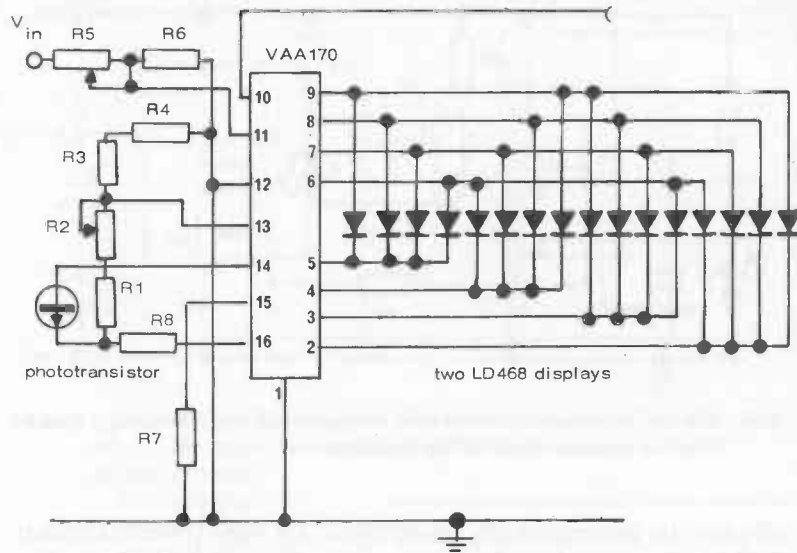 V in
R5
R6
VAA170
R4
R3
R2
R1
R8
R7
10
11
12
13
14
15
16
1
9
8
7
6
5
4
3
2
phototransistor
two LD468 displays